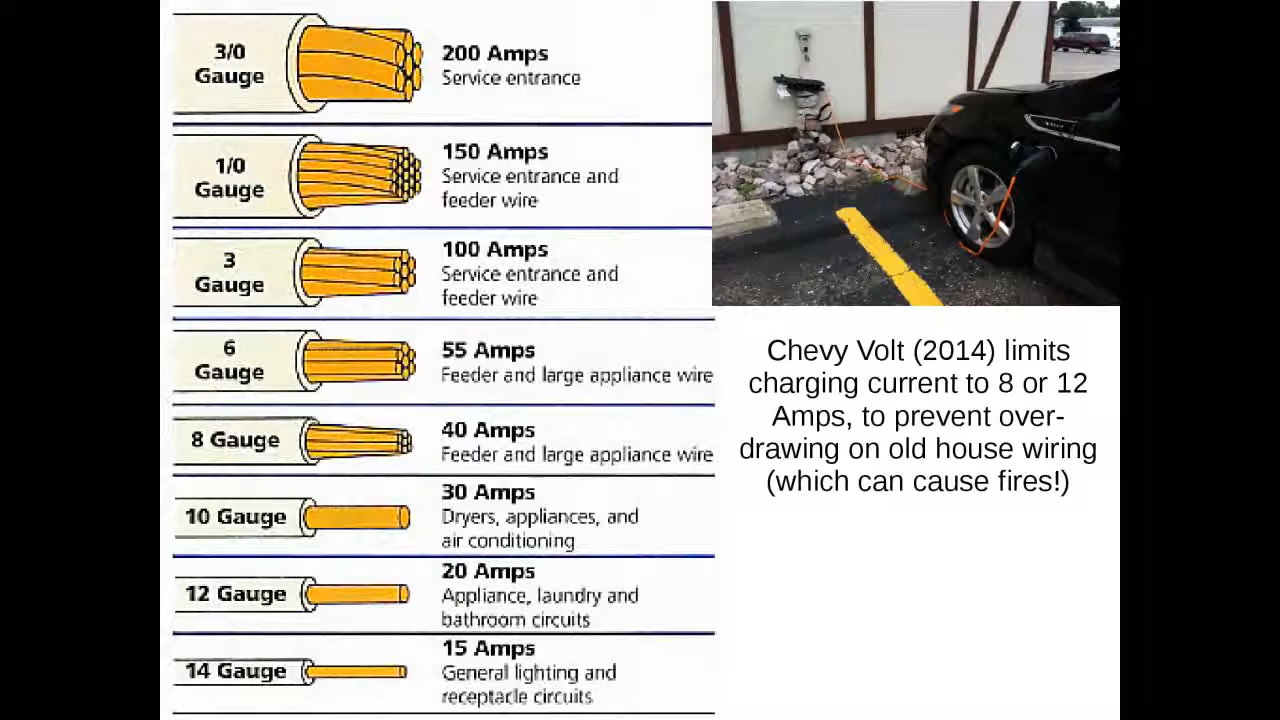 3/0
Gauge
200 Amps
Service entrance
1/0
Gauge
150 Amps
Service entrance and
feeder wire
3
Gauge
100 Amps
Service entrance and
feeder wire
6
Gauge
55 Amps
Feeder and large appliance wire
8 Gauge
40 Amps
Feeder and large appliance wire
10 Gauge
30 Amps
Dryers, appliances, and
air conditioning
12 Gauge
20 Amps
Appliance, laundry and
bathroom circuits
14 Gauge
15 Amps
General lighting and
receptacle circuits
Chevy Volt (2014) limits
charging current to 8 or 12
Amps, to prevent over-
drawing on old house wiring
(which can cause fires!)